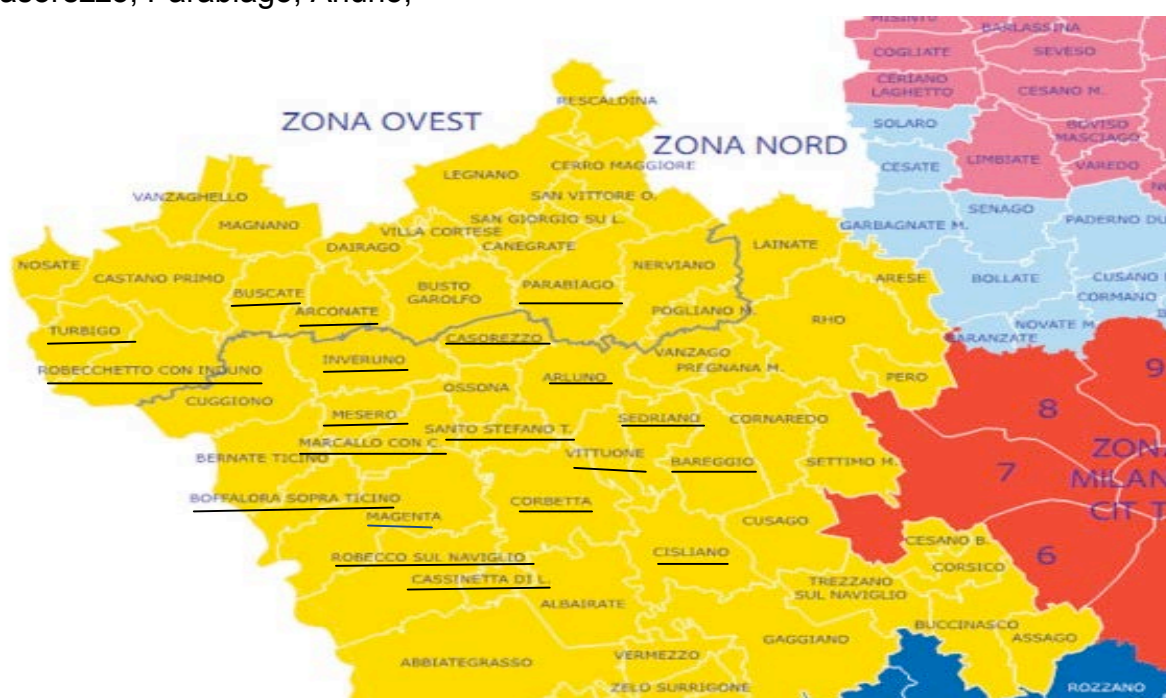 Parabiago, Arluno,
MISINTO
BARLASSINA
COGLIATE
SEVESO
CERIANO
LAGHETTO
CESANO M.
RESCALDINA
ZONA OVEST
SOLARO
BOVISO
MASCIAGO
ZONA NORD
CERRO MAGGIORE
CESATE
LIMBIATE
VAREDO
LEGNANO
VANZAGHELLO
SAN VITTORE O.
SENAGO
MAGNANO
SAN GIORGIO SU L.
PADERNO DU
VILLA CORTESE
GARBAGNATE M.
DAIRAGO
CANEGRATE
LAINATE
NOSATE
CASTANO PRIMO
NERVIANO
ARESE
BOLLATE
CUSANO
BUSCATE
BUSTO
GAROLFO
PARABIAGO
CORMANO
ARCONATE
POGLIANO M.
RHO
TURBIGO
NOVATE M.
CASOREZZO
BARANZATE
INVERUNO
VANZAGO
PREGNANA M.
ROBECCHETTO CON INDUNO
ARLUNO
PERO
9
OSSONA
CUGGIONO
8
MESERO
SEDRIANO
CORNAREDO
SANTO STEFANO T.
MARCALLO CON C.
ZONA
VITTUONE
BERNATE TICINO
BAREGGIO
SETTIMO M.
7
MILAN
BOFFALORA SOPRA TICINO
CORBETTA
CIT T
MAGENTA
CUSAGO
CESANO B.
ROBECCO SUL NAVIGLIO
CISLIANO
6
CORSICO
CASSINETTA DI L.
TREZZANO
SUL NAVIGLIO
ALBAIRATE
BUCCINASCO
GAGGIANO
ASSAGO
VERMEZZO
ABBIATEGRASSO
ZELO SURRIGONE
ROZZANO